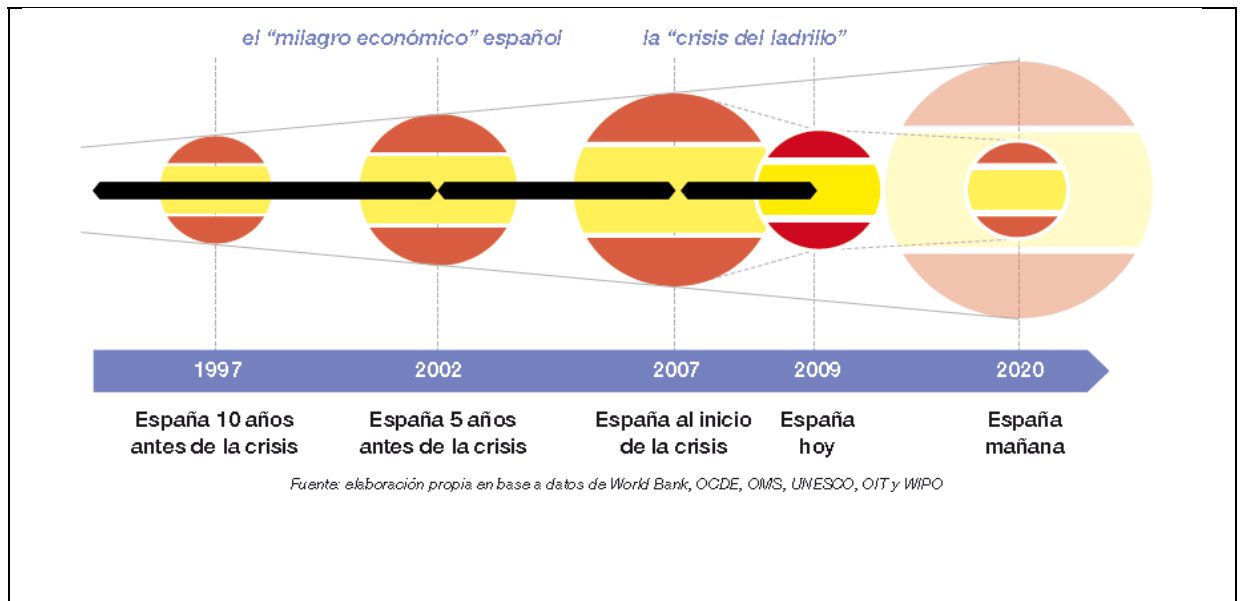 el “milagro económico” español
la “crisis del ladrillo”
1997
2002
2007
2009
2020
España 10 años
antes de la crisis
España 5 años
antes de la crisis
España al inicio
de la crisis
España
hoy
España
mañana
Fuente: elaboración propia en base a datos de World Bank, OCDE, OMS, UNESCO, OIT y WIPO